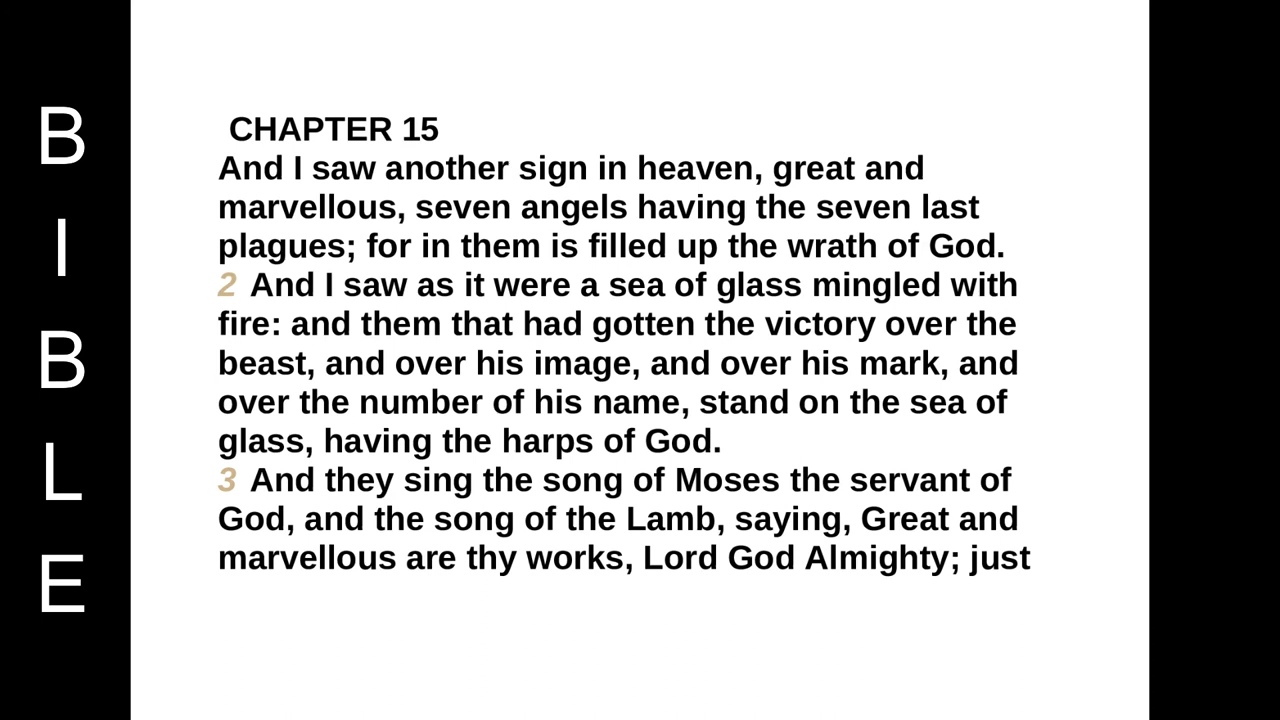 BIBLE
CHAPTER 15
And I saw another sign in heaven, great and
marvellous, seven angels having the seven last
plagues; for in them is filled up the wrath of God.
2 And I saw as it were a sea of glass mingled with
fire: and them that had gotten the victory over the
beast, and over his image, and over his mark, and
over the number of his name, stand on the sea of
glass, having the harps of God.
3 And they sing the song of Moses the servant of
God, and the song of the Lamb, saying, Great and
marvellous are thy works, Lord God Almighty; just